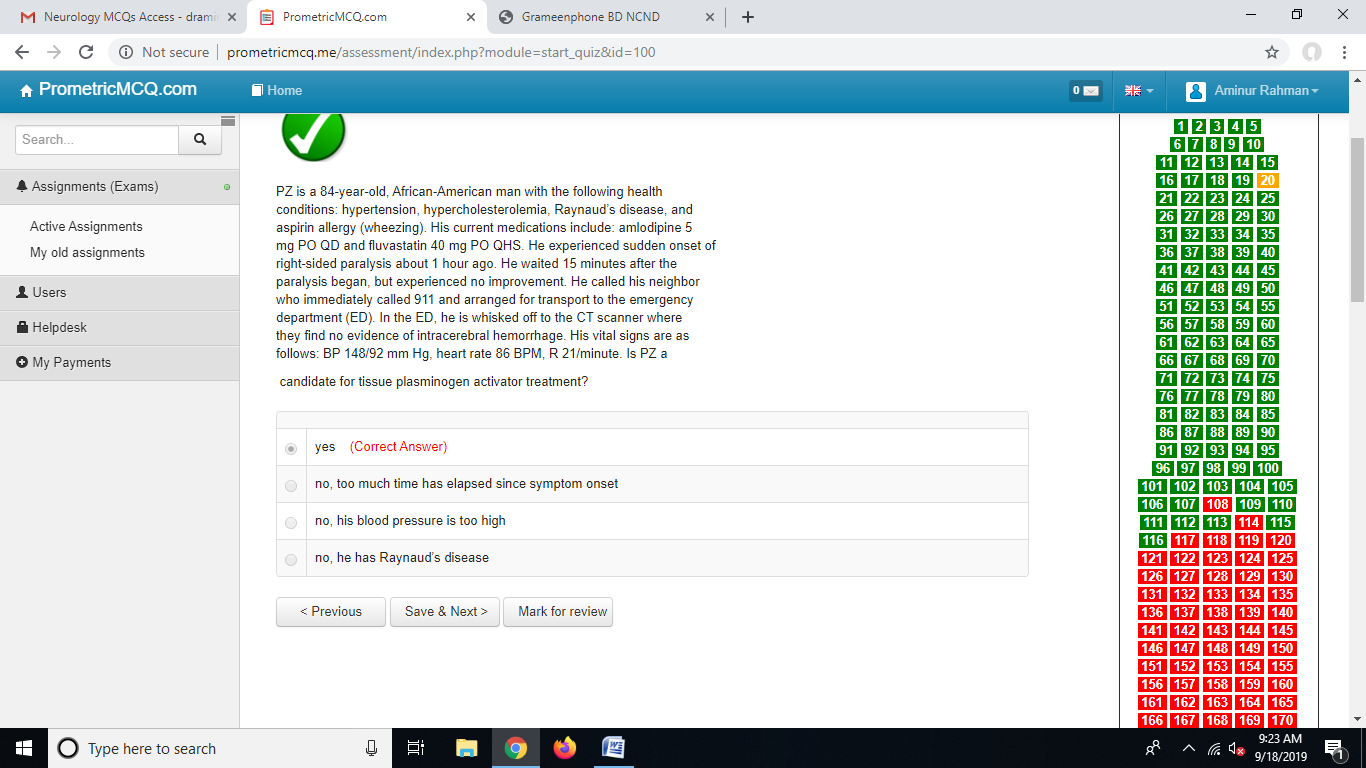 Neurology MCQs Access - drami
PrometricMCQ.com
Grameenphone BD NCND
Not secure | prometricmcq.me/assessment/index.php?module=start_quiz&id=100
PrometricMCQ.com
Home
0
Aminur Rahman
Search...
Assignments (Exams)
Active Assignments
My old assignments
Users
Helpdesk
My Payments
PZ is a 84-year-old, African-American man with the following health
conditions: hypertension, hypercholesterolemia, Raynaud’s disease, and
aspirin allergy (wheezing). His current medications include: amlodipine 5
mg PO QD and fluvastatin 40 mg PO QHS. He experienced sudden onset of
right-sided paralysis about 1 hour ago. He waited 15 minutes after the
paralysis began, but experienced no improvement. He called his neighbor
who immediately called 911 and arranged for transport to the emergency
department (ED). In the ED, he is whisked off to the CT scanner where
they find no evidence of intracerebral hemorrhage. His vital signs are as
follows: BP 148/92 mm Hg, heart rate 86 BPM, R 21/minute. Is PZ a
candidate for tissue plasminogen activator treatment?
yes (Correct Answer)
no, too much time has elapsed since symptom onset
no, his blood pressure is too high
no, he has Raynaud’s disease
< Previous
Save & Next >
Mark for review
1 2 3 4 5
6 7 8 9 10
11 12 13 14 15
16 17 18 19 20
21 22 23 24 25
26 27 28 29 30
31 32 33 34 35
36 37 38 39 40
41 42 43 44 45
46 47 48 49 50
51 52 53 54 55
56 57 58 59 60
61 62 63 64 65
66 67 68 69 70
71 72 73 74 75
76 77 78 79 80
81 82 83 84 85
86 87 88 89 90
91 92 93 94 95
96 97 98 99 100
101 102 103 104 105
106 107 108 109 110
111 112 113 114 115
116 117 118 119 120
121 122 123 124 125
126 127 128 129 130
131 132 133 134 135
136 137 138 139 140
141 142 143 144 145
146 147 148 149 150
151 152 153 154 155
156 157 158 159 160
161 162 163 164 165
166 167 168 169 170
Type here to search
9:23 AM
9/18/2019
1